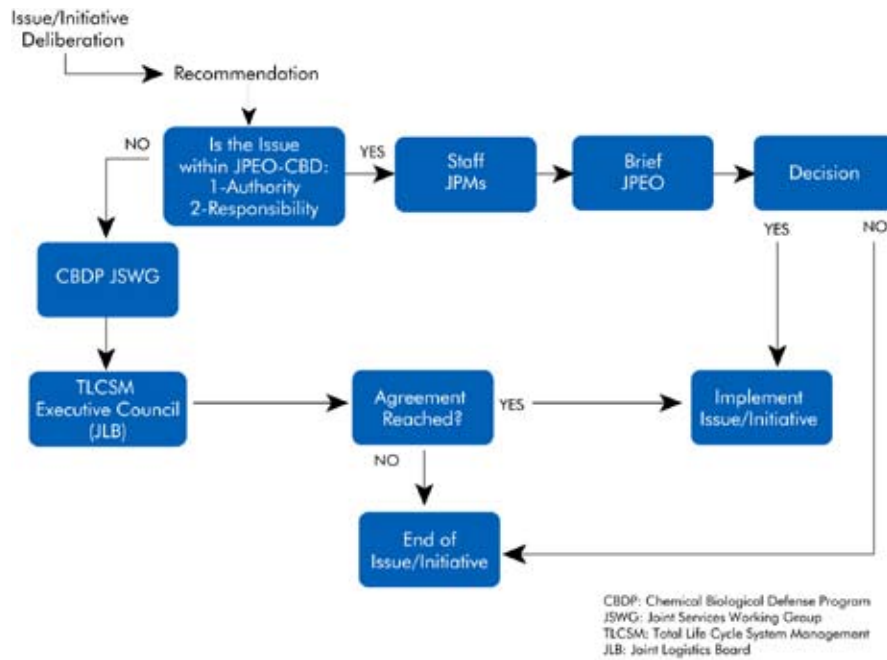 Issue/Initiative
Deliberation
Recommendation
Is the Issue
within JPEO-CBD:
1-Authority
2-Responsibility
NO
YES
Staff
JPMs
Brief
JPEO
Decision
YES
NO
CBDP JSWG
TLCSM
Executive Council
(JLB)
Agreement
Reached?
YES
NO
Implement
Issue/Initiative
End of
Issue/Initiative
CBDP: Chemical Biological Defense Program
JSWG: Joint Services Working Group
TLCSM: Total Life Cycle System Management
JLB: Joint Logistics Board